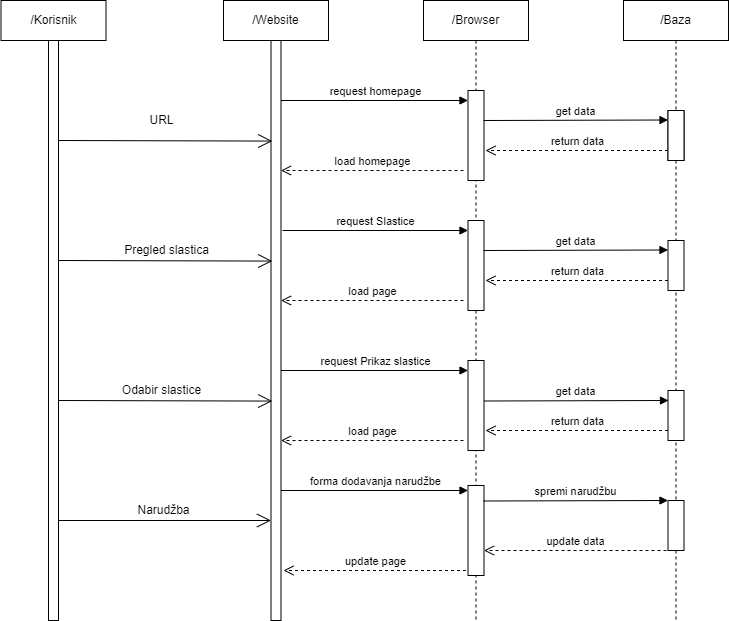 /Korisnik
/Website
/Browser
/Baza
request homepage
get data
URL
return data
load homepage
request Slastice
get data
Pregled slastica
return data
load page
request Prikaz slastice
get data
Odabir slastice
return data
load page
forma dodavanja narudžbe
spremi narudžbu
Narudžba
update data
update page